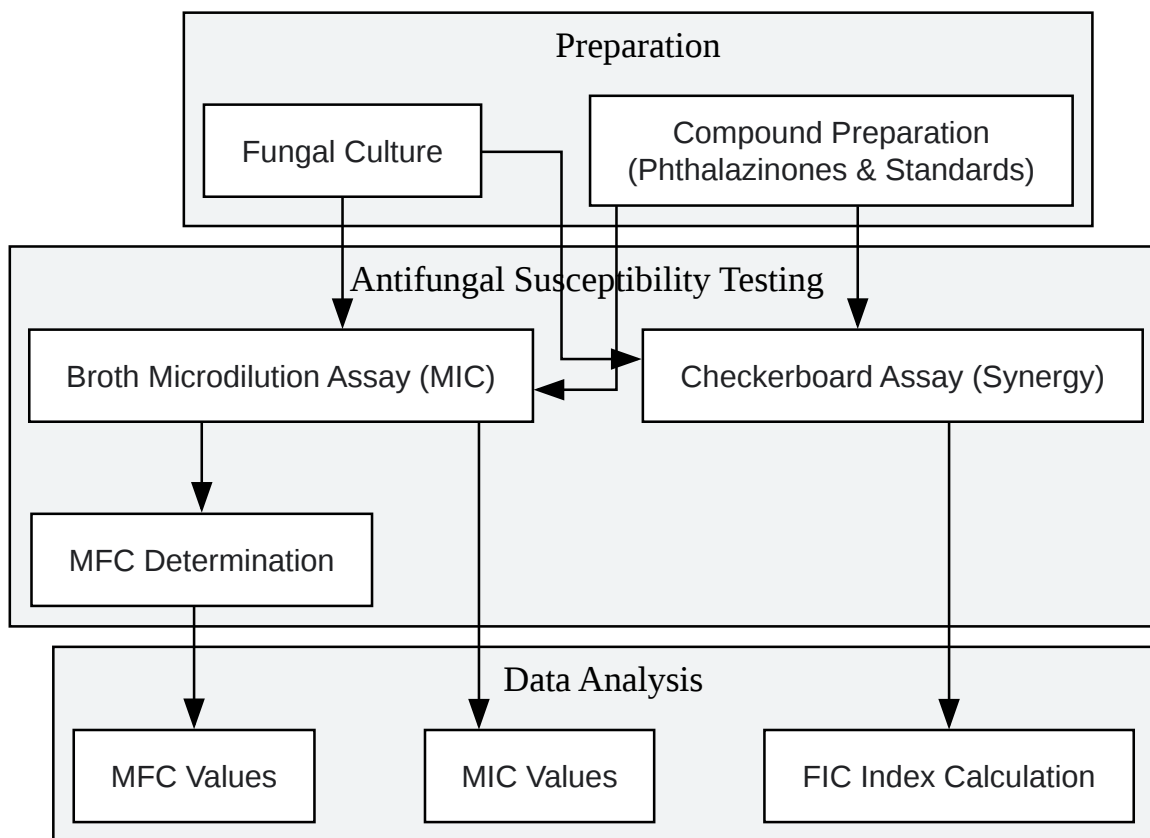 Preparation
Fungal Culture
Compound Preparation
(Phthalazinones & Standards)
Antifungal Susceptibility Testing
Broth Microdilution Assay (MIC)
Checkerboard Assay (Synergy)
MFC Determination
Data Analysis
MFC Values
MIC Values
FIC Index Calculation